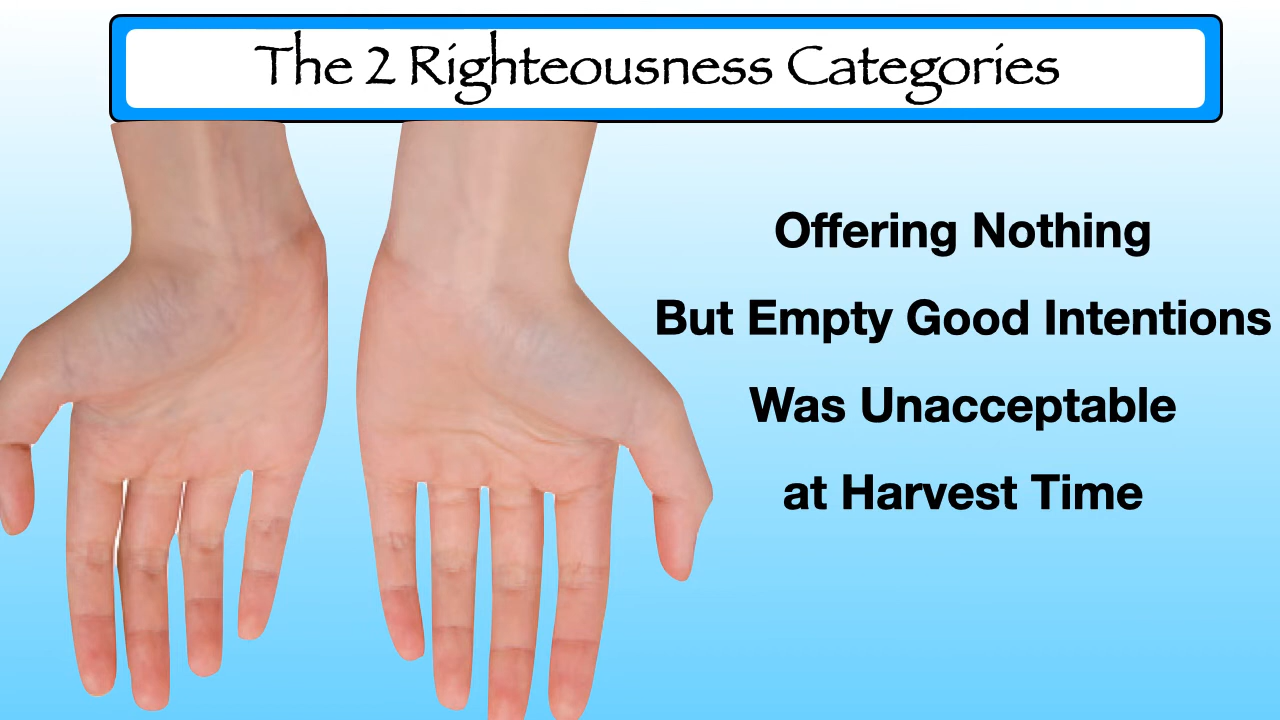 The 2 Righteousness Categories
Offering Nothing
But Empty Good Intentions
Was Unacceptable
at Harvest Time